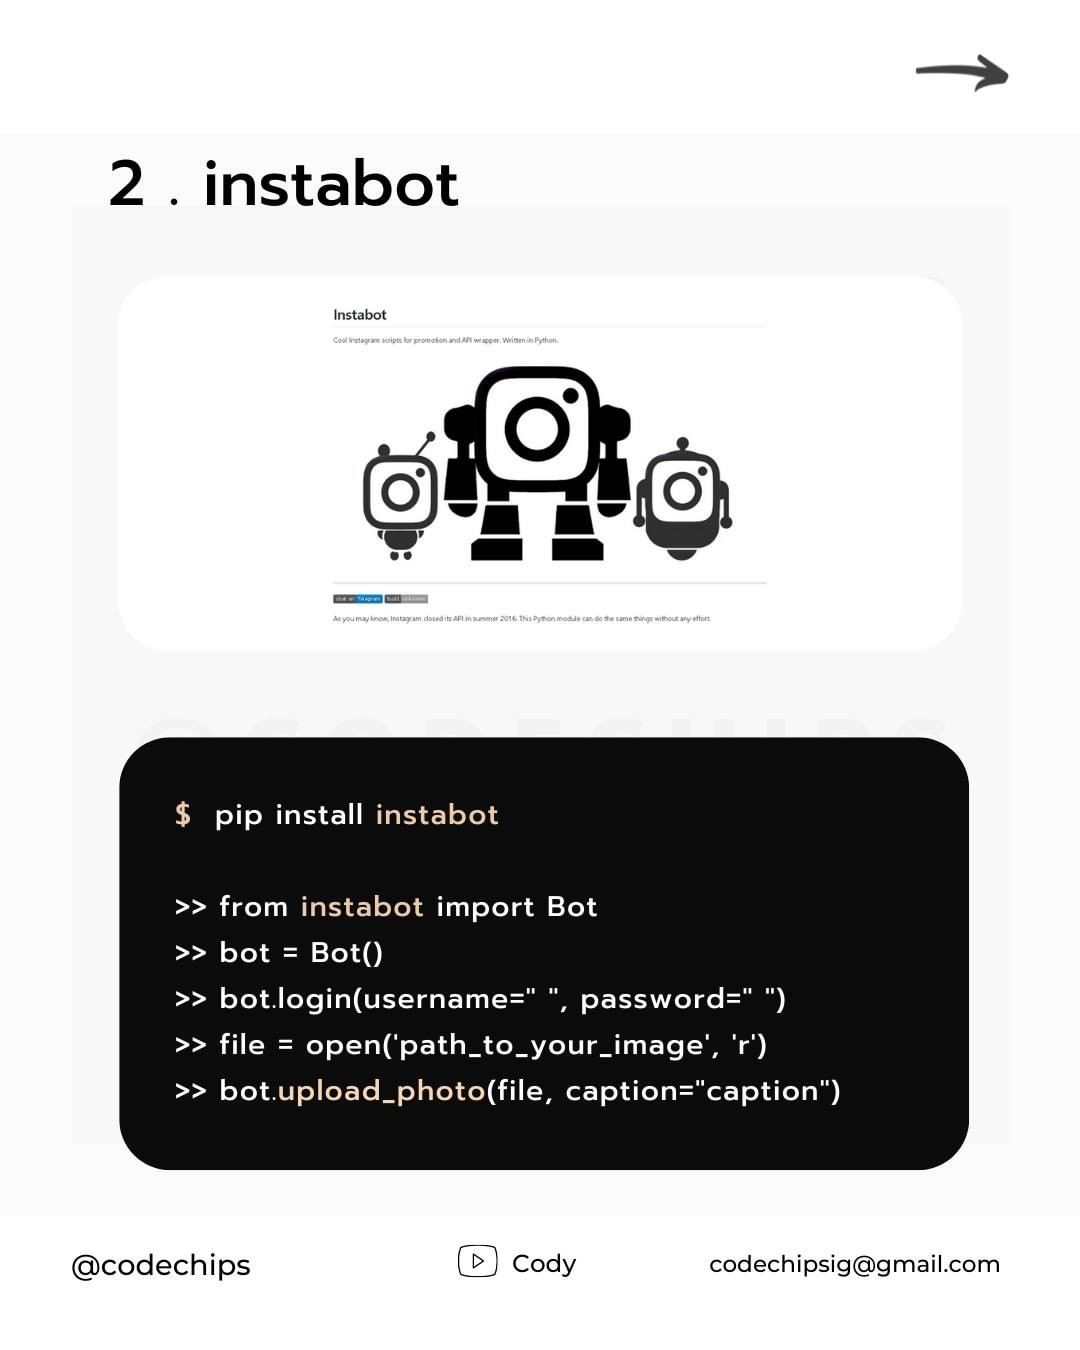 2 . instabot
Instabot
Cool Instagram scripts for promotion and API wrapper. Written in Python.
chat on Telegram build unknown
As you may know, Instagram closed its API in summer 2016. This Python module can do the same things without any effort.
@CODECHIPS
$ pip install instabot
>> from instabot import Bot
>> bot = Bot()
>> bot.login(username=" ", password=" ")
>> file = open('path_to_your_image', 'r')
>> bot.upload_photo(file, caption="caption")
@codechips
Cody
codechipsig@gmail.com